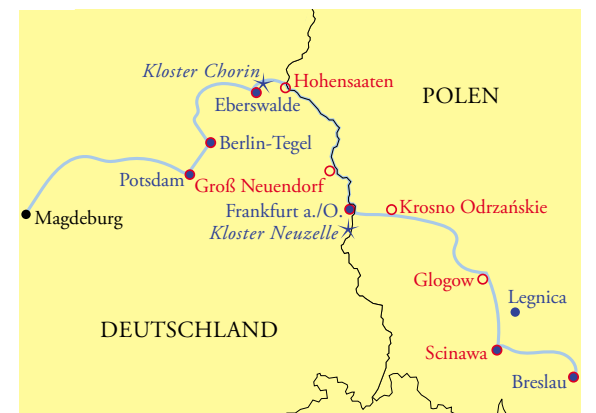 Kloster Chorin
Hohensaaten
POLEN
Eberswalde
Berlin-Tegel
Potsdam
Groß Neuendorf
Magdeburg
Frankfurt a./O.
Krosno Odrzańskie
Kloster Neuzelle
Glogow
Legnica
DEUTSCHLAND
Scinawa
Breslau